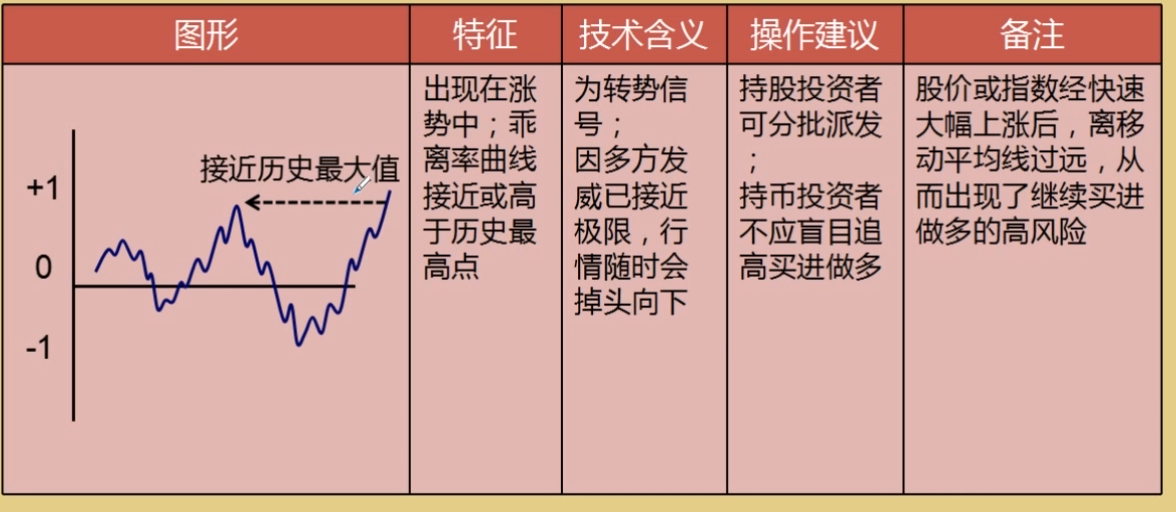 图形
特征
技术含义
操作建议
备注
接近历史最大值
+1
0
-1
出现在涨
势中；乖
离率曲线
接近或高
于历史最
高点
为转势信
号；
因多方发
威已接近
极限，行
情随时会
掉头向下
持股投资者
可分批派发
；
持币投资者
不应盲目追
高买进做多
股价或指数经快速
大幅上涨后，离移
动平均线过远，从
而出现了继续买进
做多的高风险